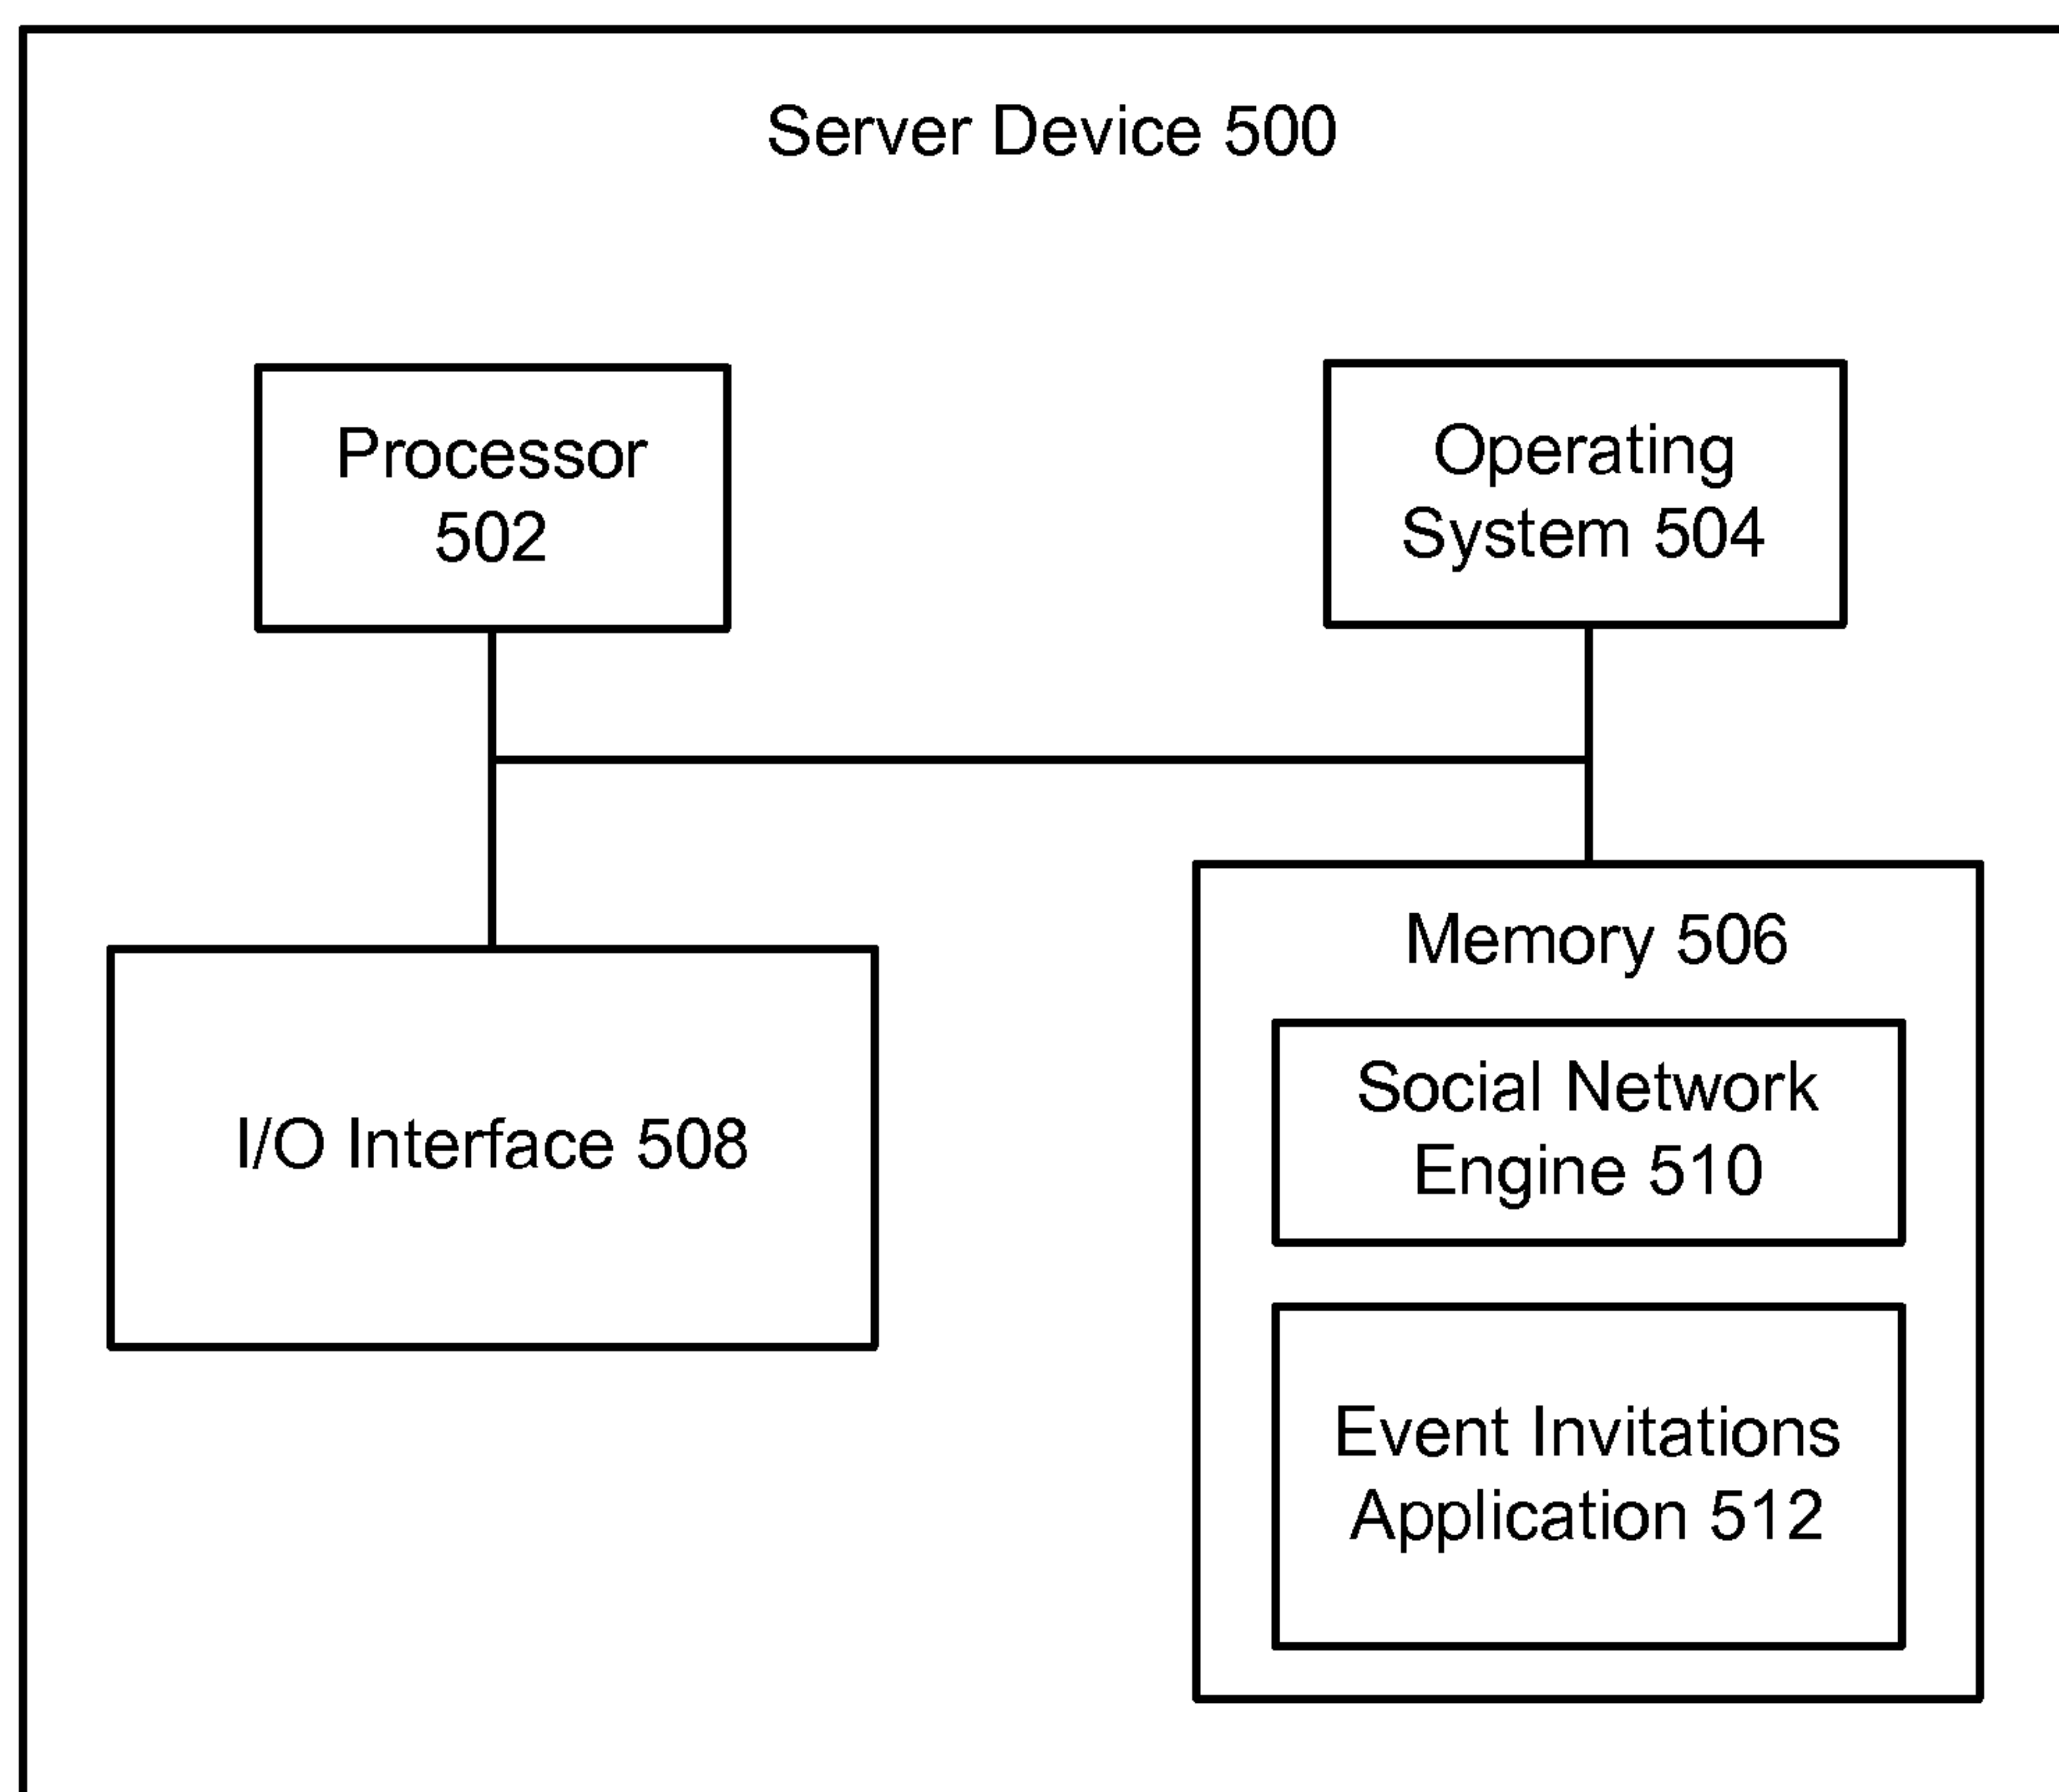 Server Device 500
Processor
502
Operating
System 504
I/O Interface 508
Memory 506
Social Network
Engine 510
Event Invitations
Application 512